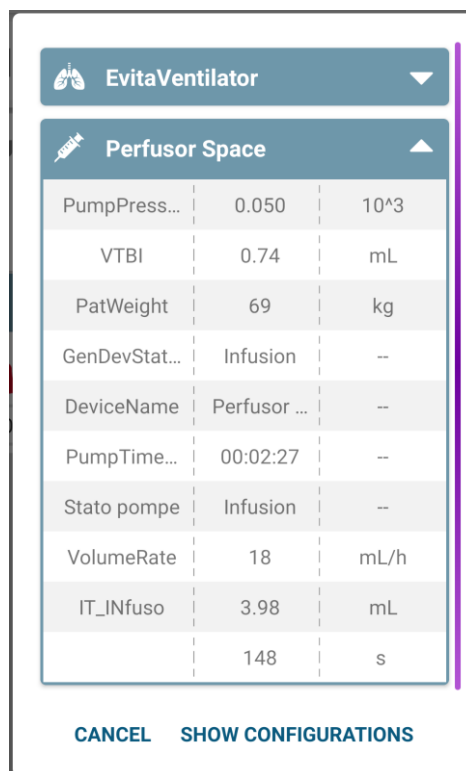 EvitaVentilator
Perfusor Space
PumpPress... 0.050 10^3
VTBI 0.74 mL
PatWeight 69 kg
GenDevStat... Infusion --
DeviceName Perfusor ... --
PumpTime... 00:02:27 --
Stato pompe Infusion --
VolumeRate 18 mL/h
IT_INfuso 3.98 mL
148 s
CANCEL SHOW CONFIGURATIONS